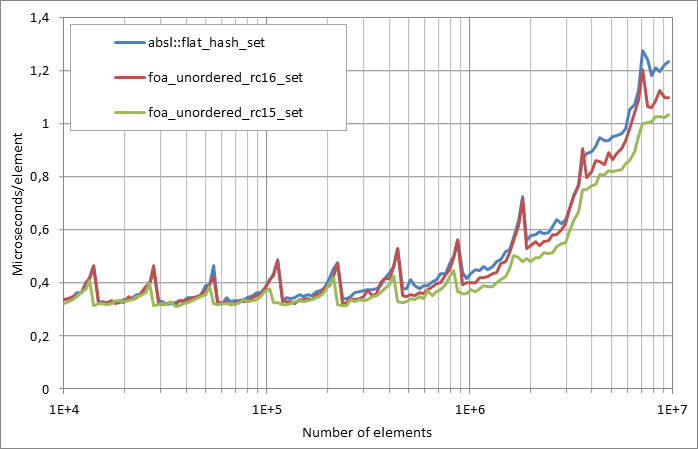 1,4
1,2
1
0,8
0,6
0,4
0,2
0
Microseconds/element
absl::flat_hash_set
foa_unordered_rc16_set
foa_unordered_rc15_set
1E+4 1E+5 1E+6 1E+7
Number of elements